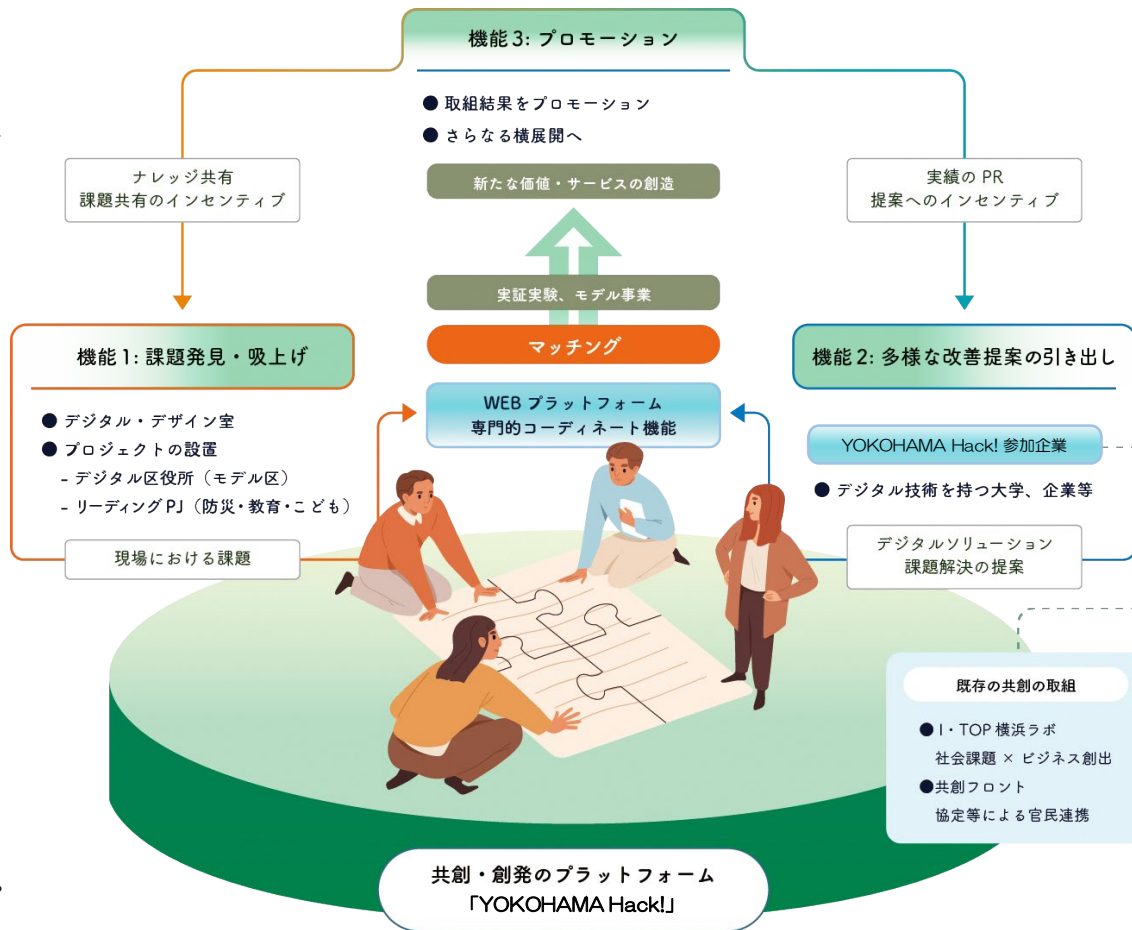 機能3: プロモーション
● 取組結果をプロモーション
● さらなる横展開へ
ナレッジ共有
課題共有のインセンティブ
新たな価値・サービスの創造
実績の PR
提案へのインセンティブ
実証実験、モデル事業
マッチング
機能1: 課題発見・吸上げ
● デジタル・デザイン室
● プロジェクトの設置
- デジタル区役所（モデル区）
- リーディングPJ（防災・教育・こども）
現場における課題
WEB プラットフォーム
専門的コーディネート機能
機能2: 多様な改善提案の引き出し
YOKOHAMA Hack! 参加企業
● デジタル技術を持つ大学、企業等
デジタルソリューション
課題解決の提案
既存の共創の取組
●I・TOP 横浜ラボ
社会課題 × ビジネス創出
●共創フロント
協定等による官民連携
共創・創発のプラットフォーム
「YOKOHAMA Hack!」